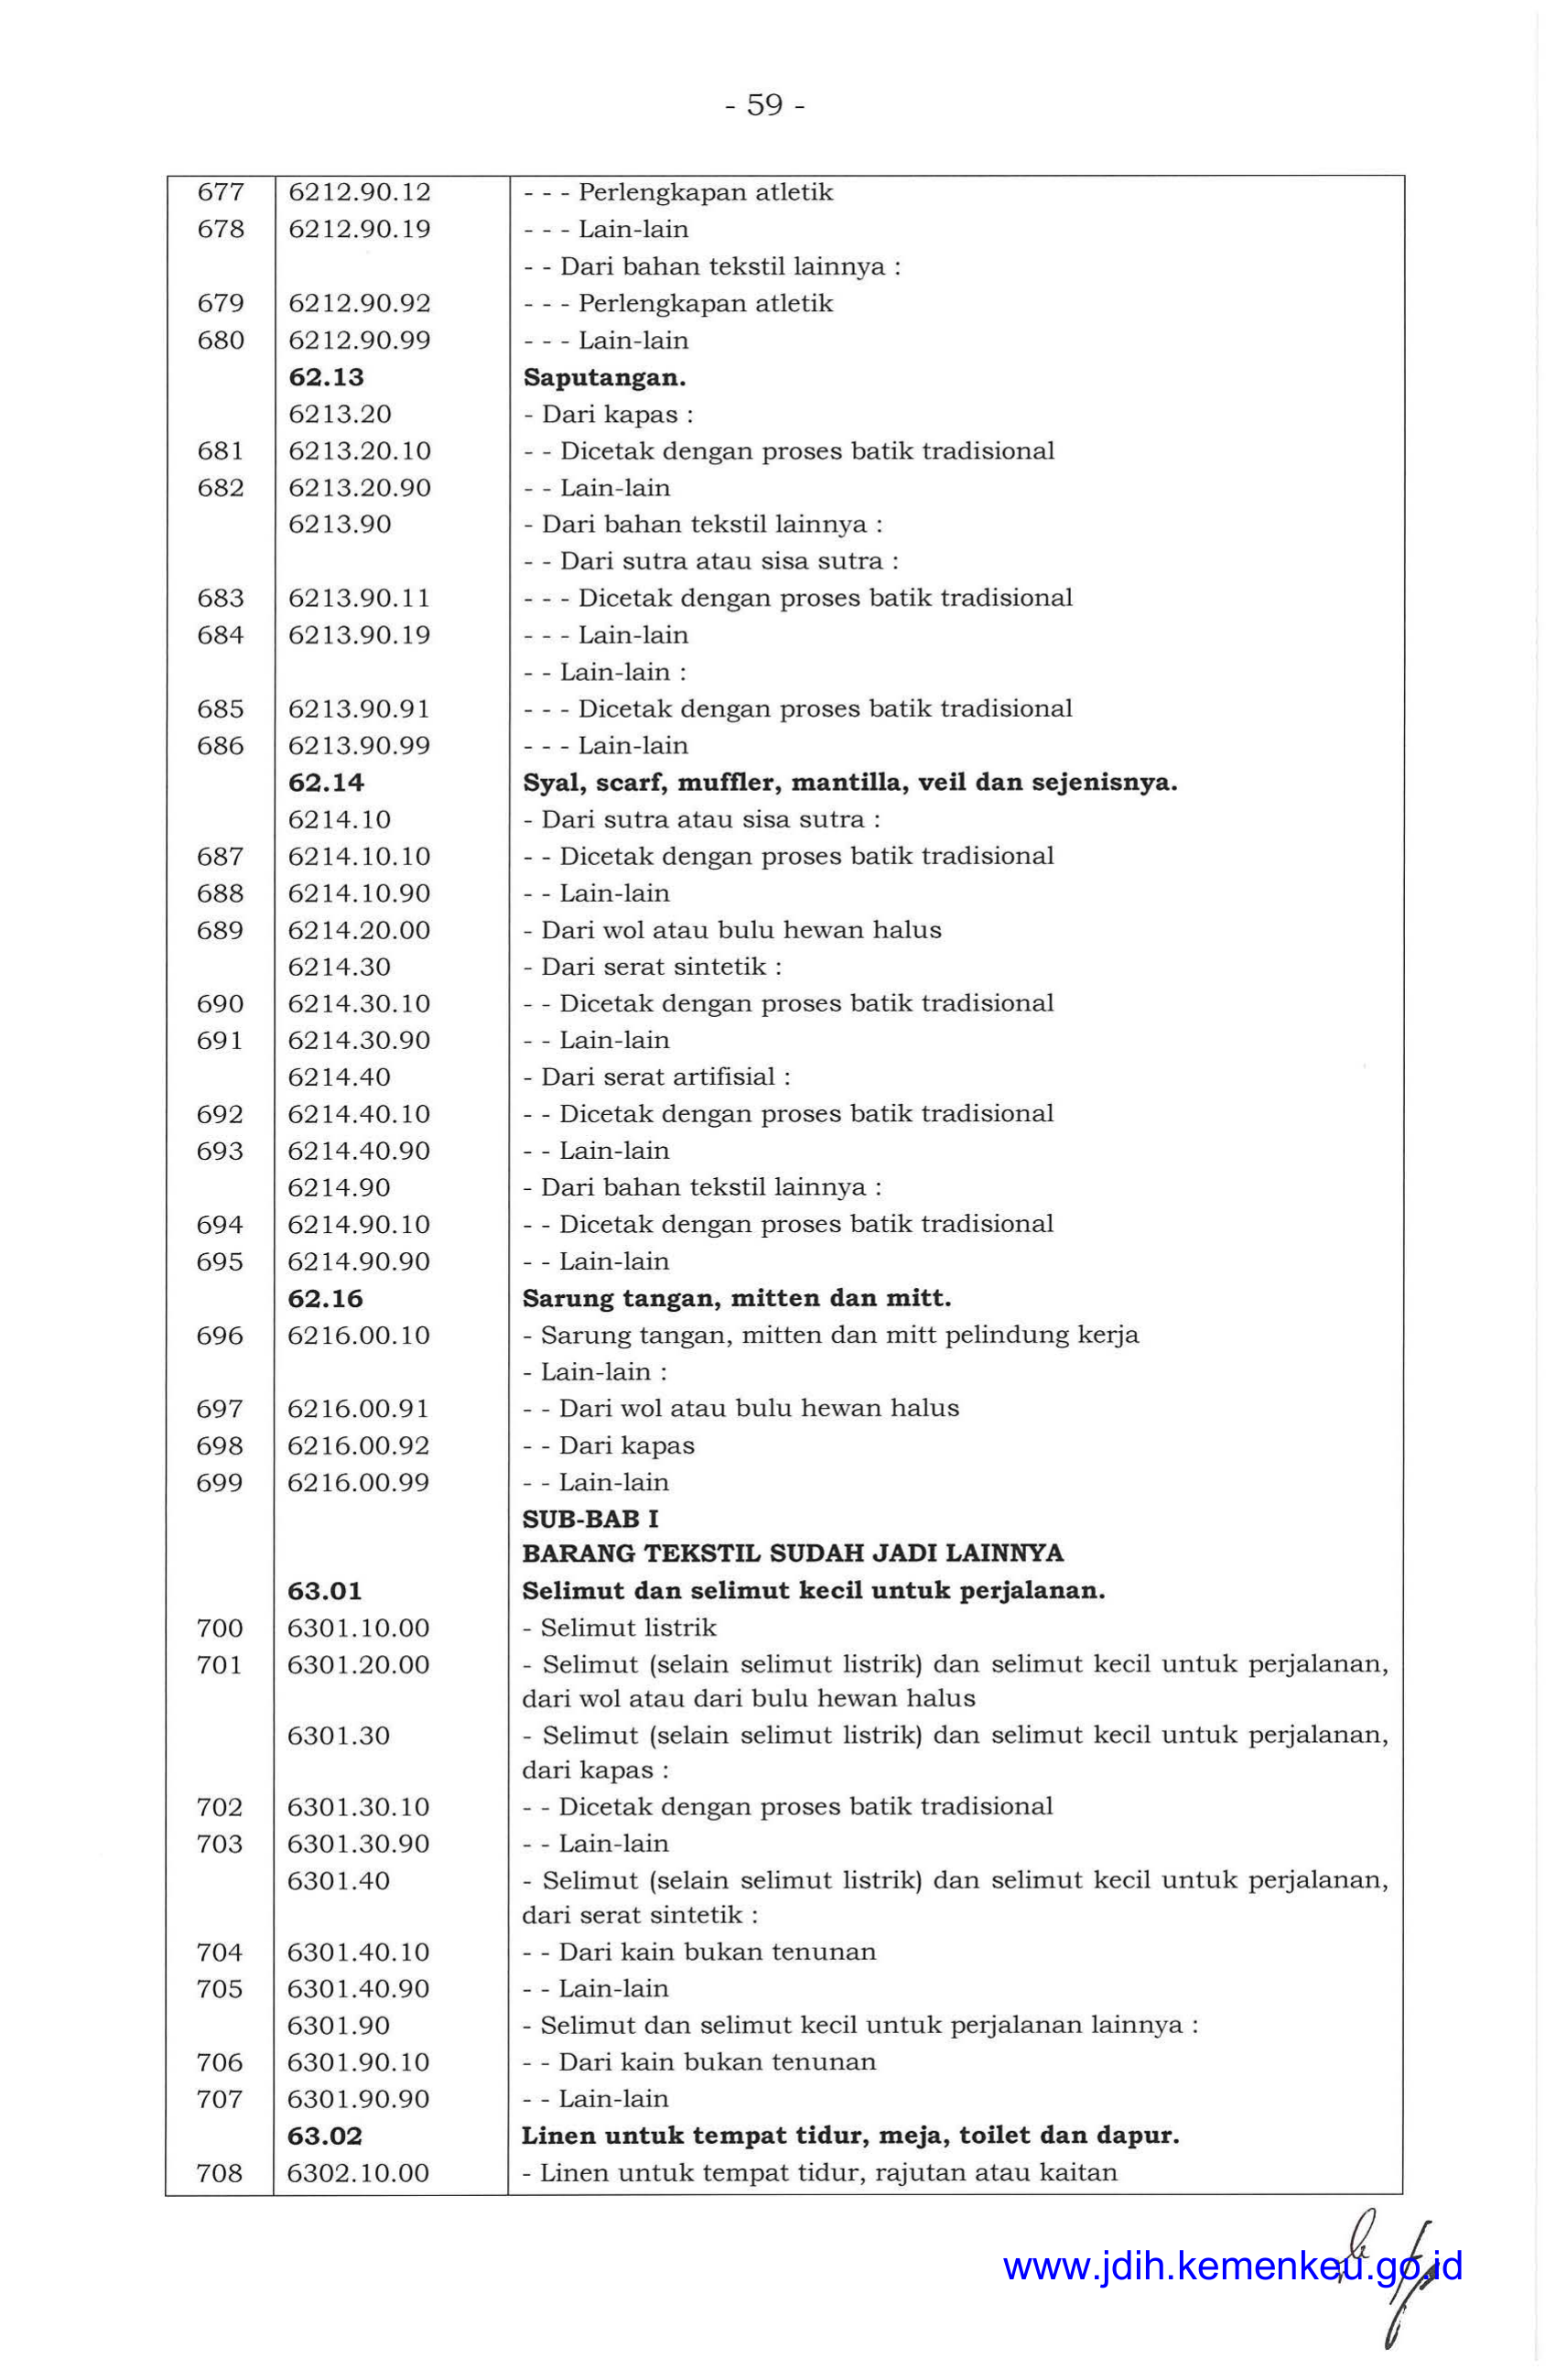 - 59 -
677 6212.90.12 - - - Perlengkapan atletik
678 6212.90.19 - - - Lain-lain
- - Dari bahan tekstil lainnya :
679 6212.90.92 - - - Perlengkapan atletik
680 6212.90.99 - - - Lain-lain
62.13 Saputangan.
6213.20 - Dari kapas :
681 6213.20.10 - - Dicetak dengan proses batik tradisional
682 6213.20.90 - - Lain-lain
6213.90 - Dari bahan tekstil lainnya :
- - Dari sutra atau sisa sutra :
683 6213.90.11 - - - Dicetak dengan proses batik tradisional
684 6213.90.19 - - - Lain-lain
- - Lain-lain :
685 6213.90.91 - - - Dicetak dengan proses batik tradisional
686 6213.90.99 - - - Lain-lain
62.14 Syal, scarf, muffler, mantilla, veil dan sejenisnya.
6214.10 - Dari sutra atau sisa sutra :
687 6214.10.10 - - Dicetak dengan proses batik tradisional
688 6214.10.90 - - Lain-lain
689 6214.20.00 - Dari wol atau bulu hewan halus
6214.30 - Dari serat sintetik :
690 6214.30.10 - - Dicetak dengan proses batik tradisional
691 6214.30.90 - - Lain-lain
6214.40 - Dari serat artifisial :
692 6214.40.10 - - Dicetak dengan proses batik tradisional
693 6214.40.90 - - Lain-lain
6214.90 - Dari bahan tekstil lainnya :
694 6214.90.10 - - Dicetak dengan proses batik tradisional
695 6214.90.90 - - Lain-lain
62.16 Sarung tangan, mitten dan mitt.
696 6216.00.10 - Sarung tangan, mitten dan mitt pelindung kerja
- Lain-lain :
697 6216.00.91 - - Dari wol atau bulu hewan halus
698 6216.00.92 - - Dari kapas
699 6216.00.99 - - Lain-lain
SUB-BAB I
BARANG TEKSTIL SUDAH JADI LAINNYA
63.01 Selimut dan selimut kecil untuk perjalanan.
700 6301.10.00 - Selimut listrik
701 6301.20.00 - Selimut (selain selimut listrik) dan selimut kecil untuk perjalanan,
dari wol atau dari bulu hewan halus
6301.30 - Selimut (selain selimut listrik) dan selimut kecil untuk perjalanan,
dari kapas :
702 6301.30.10 - - Dicetak dengan proses batik tradisional
703 6301.30.90 - - Lain-lain
6301.40 - Selimut (selain selimut listrik) dan selimut kecil untuk perjalanan,
dari serat sintetik :
704 6301.40.10 - - Dari kain bukan tenunan
705 6301.40.90 - - Lain-lain
6301.90 - Selimut dan selimut kecil untuk perjalanan lainnya :
706 6301.90.10 - - Dari kain bukan tenunan
707 6301.90.90 - - Lain-lain
63.02 Linen untuk tempat tidur, meja, toilet dan dapur.
708 6302.10.00 - Linen untuk tempat tidur, rajutan atau kaitan
www.jdih.kemenkeu.go.id